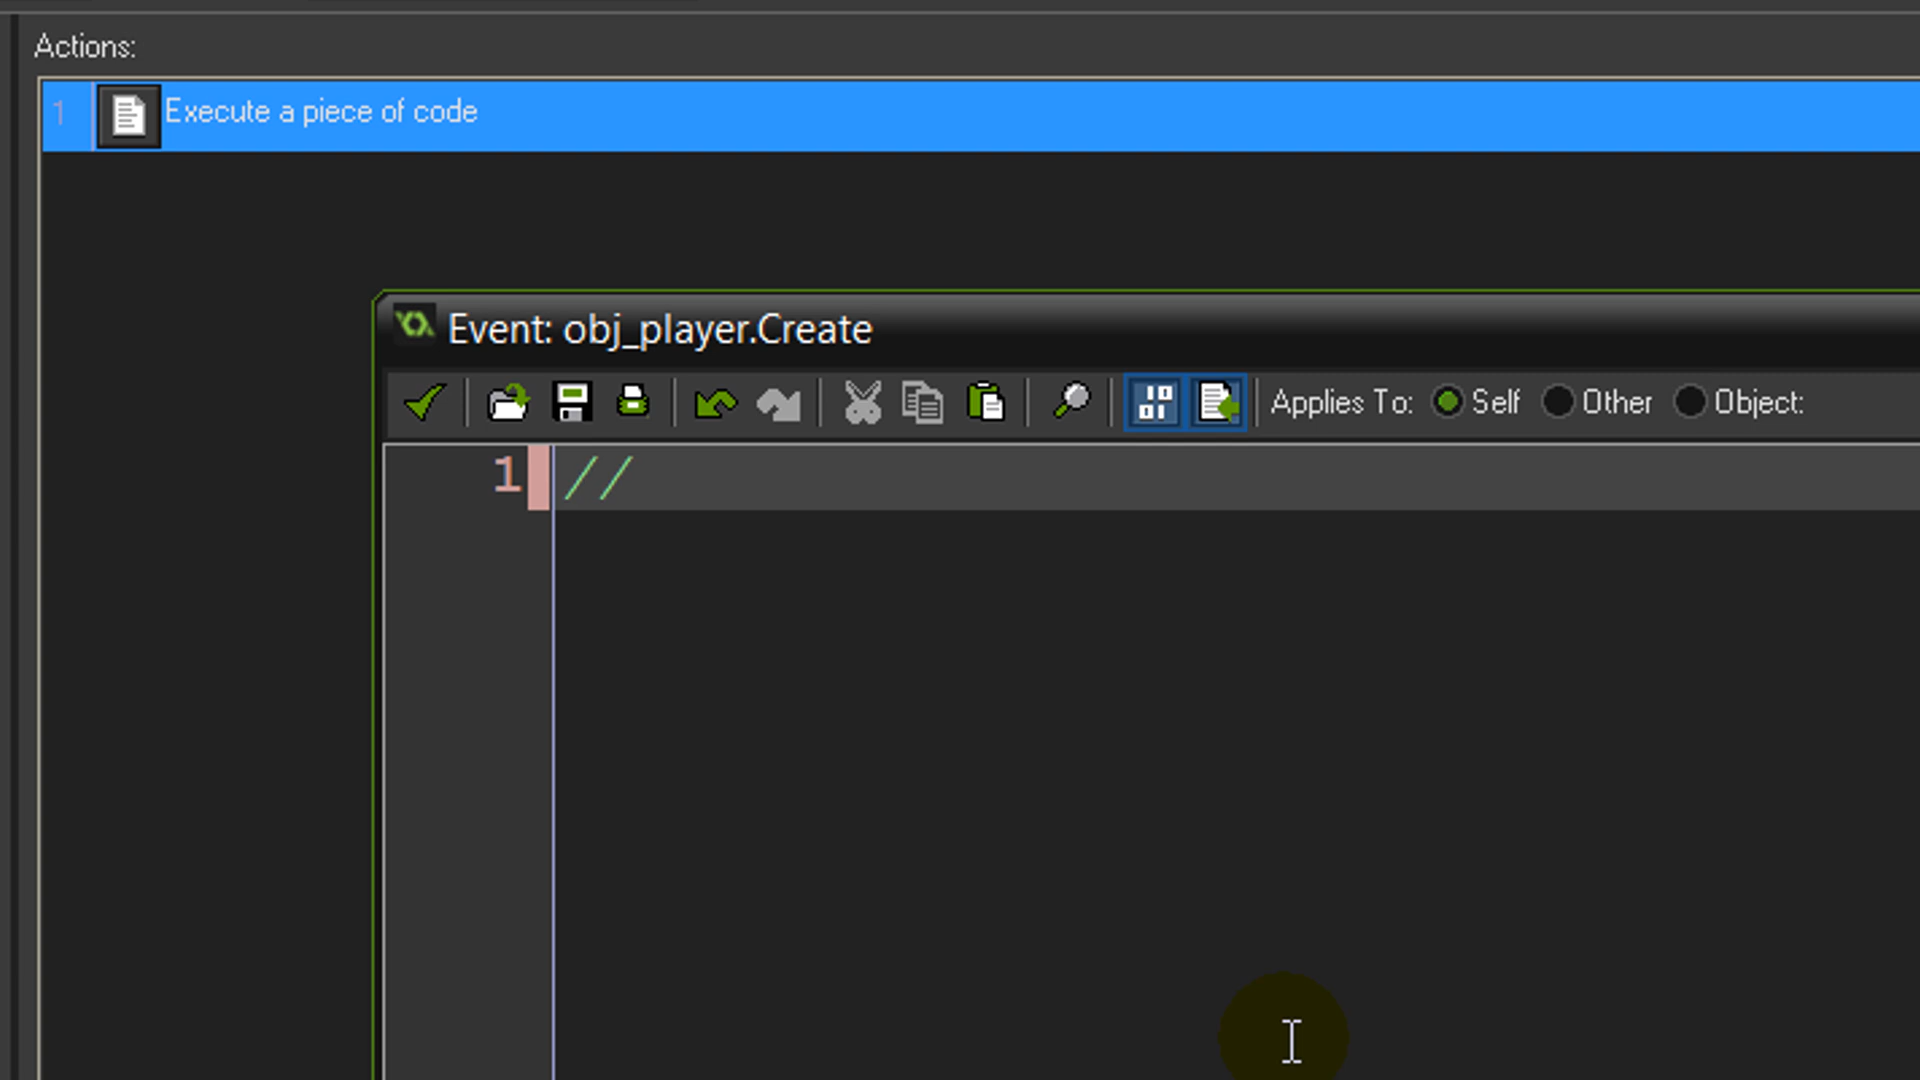 Actions:
1 Execute a piece of code
Event: obj_player.Create
Applies To: Self Other Object:
1 //